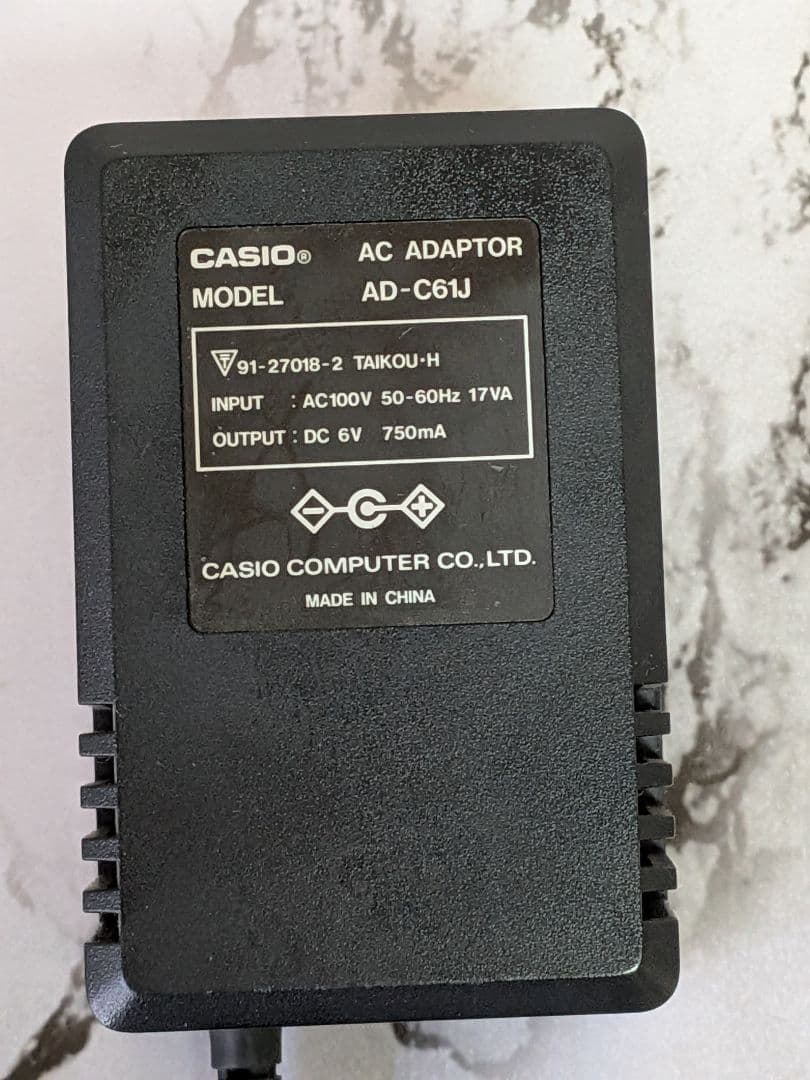 CASIO® AC ADAPTOR
MODEL AD-C61J
91-27018-2 TAIKOU·H
INPUT : AC100V 50-60Hz 17VA
OUTPUT : DC 6V 750mA
CASIO COMPUTER CO.,LTD.
MADE IN CHINA